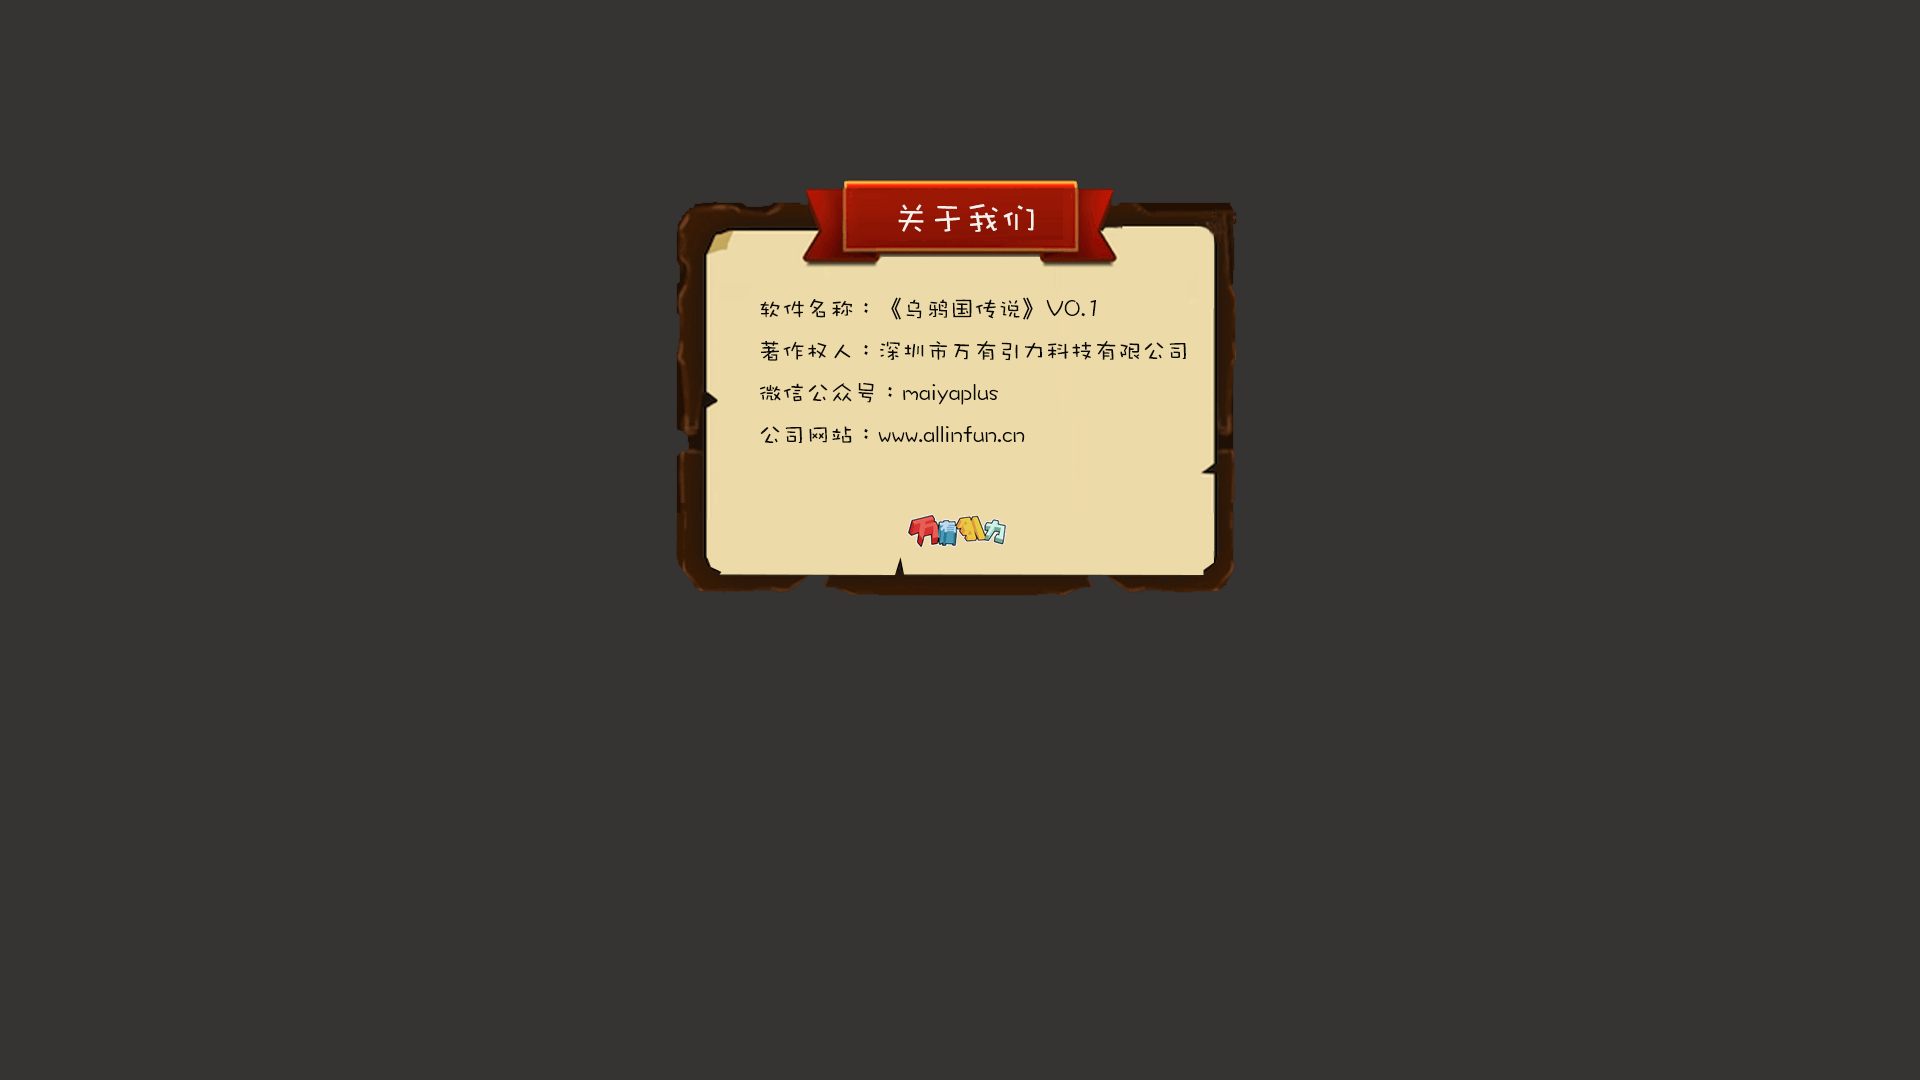 关于我们
软件名称：《乌鸦国传说》V0.1
著作权人：深圳市万有引力科技有限公司
微信公众号：maiyaplus
公司网站：www.allinfun.cn
万有引力